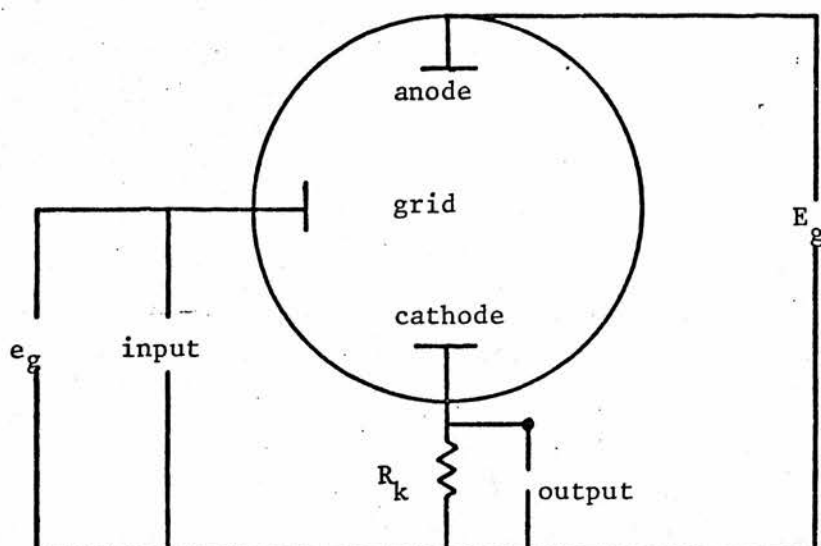 anode
grid
E_g
cathode
e_g
input
R_k
output